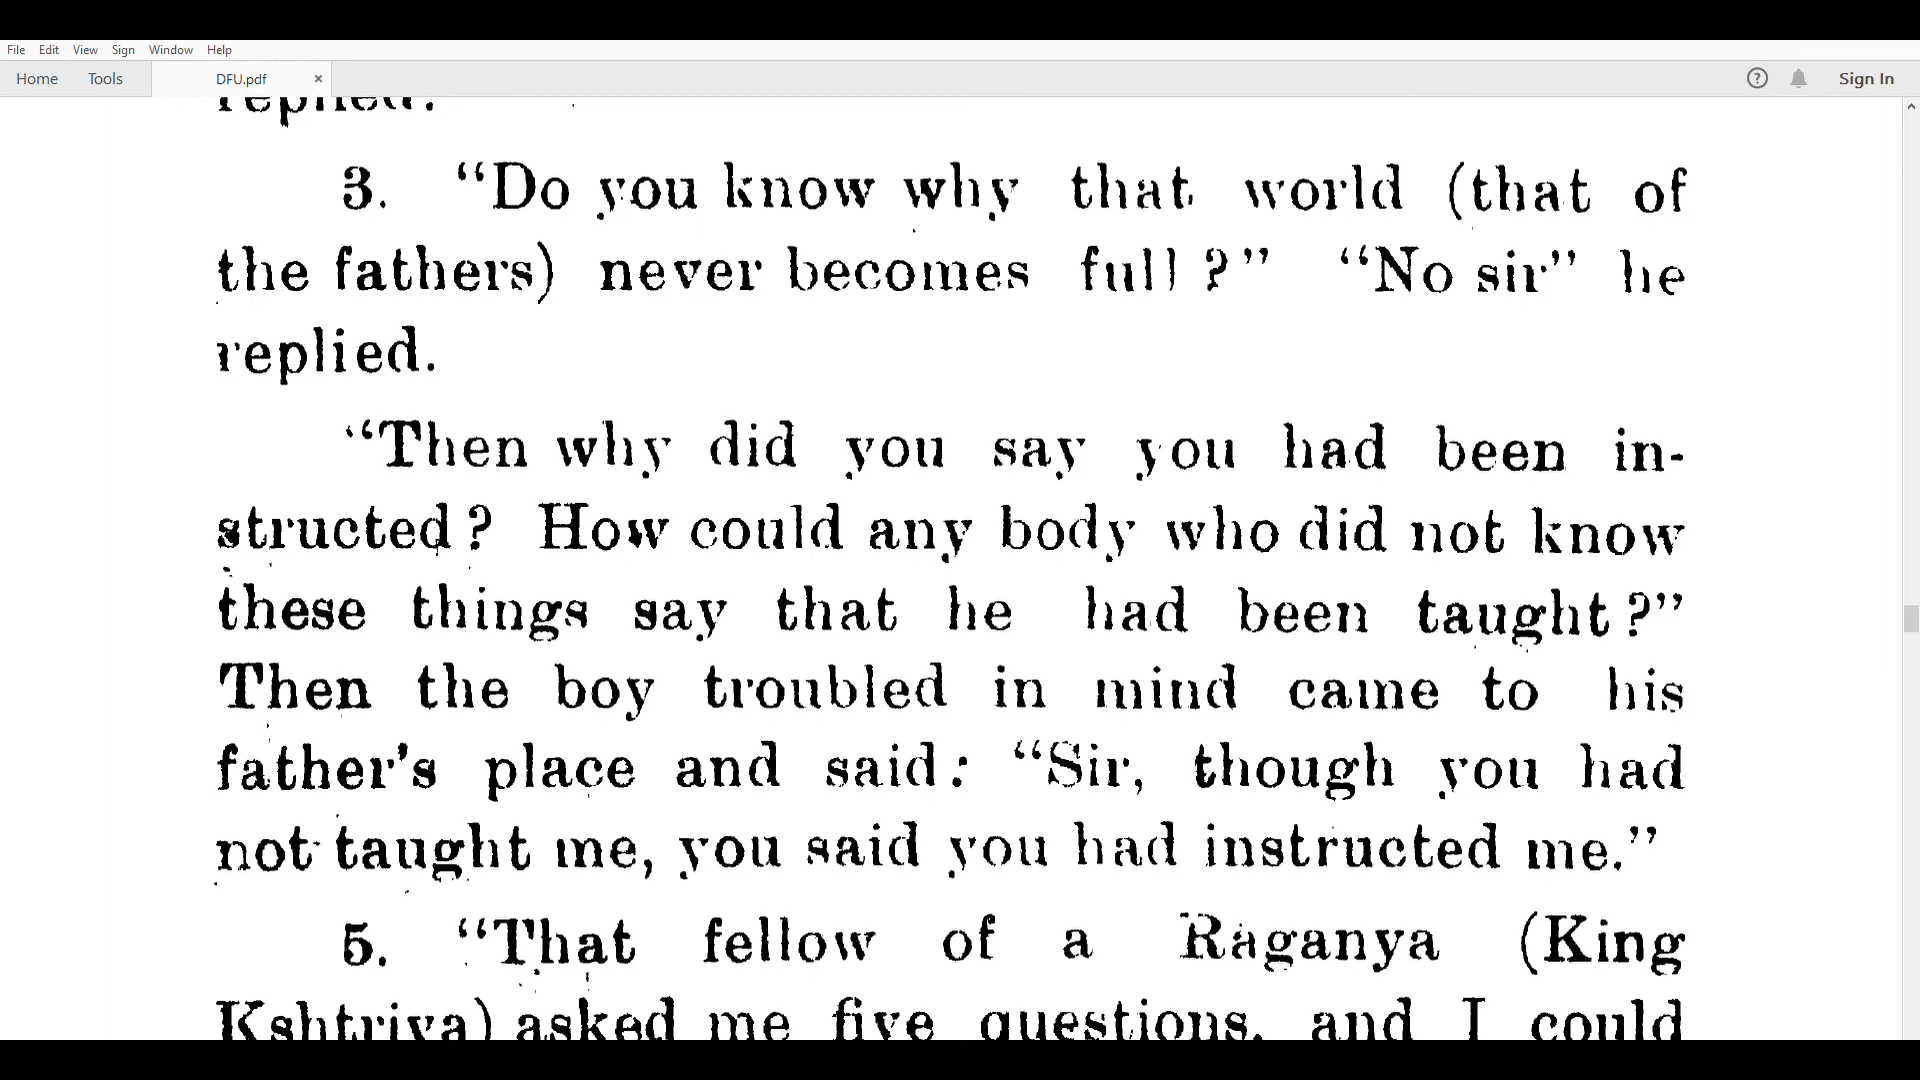 File Edit View Sign Window Help
Home Tools DFU.pdf × ? Sign In
replied.
3. “Do you know why that world (that of
the fathers) never becomes full ?” “No sir” he
replied.
“Then why did you say you had been in-
structed ? How could any body who did not know
these things say that he had been taught ?”
Then the boy troubled in mind came to his
father's place and said : “Sir, though you had
not taught me, you said you had instructed me.”
5. “That fellow of a Raganya (King
Kshtriya) asked me five questions, and I could